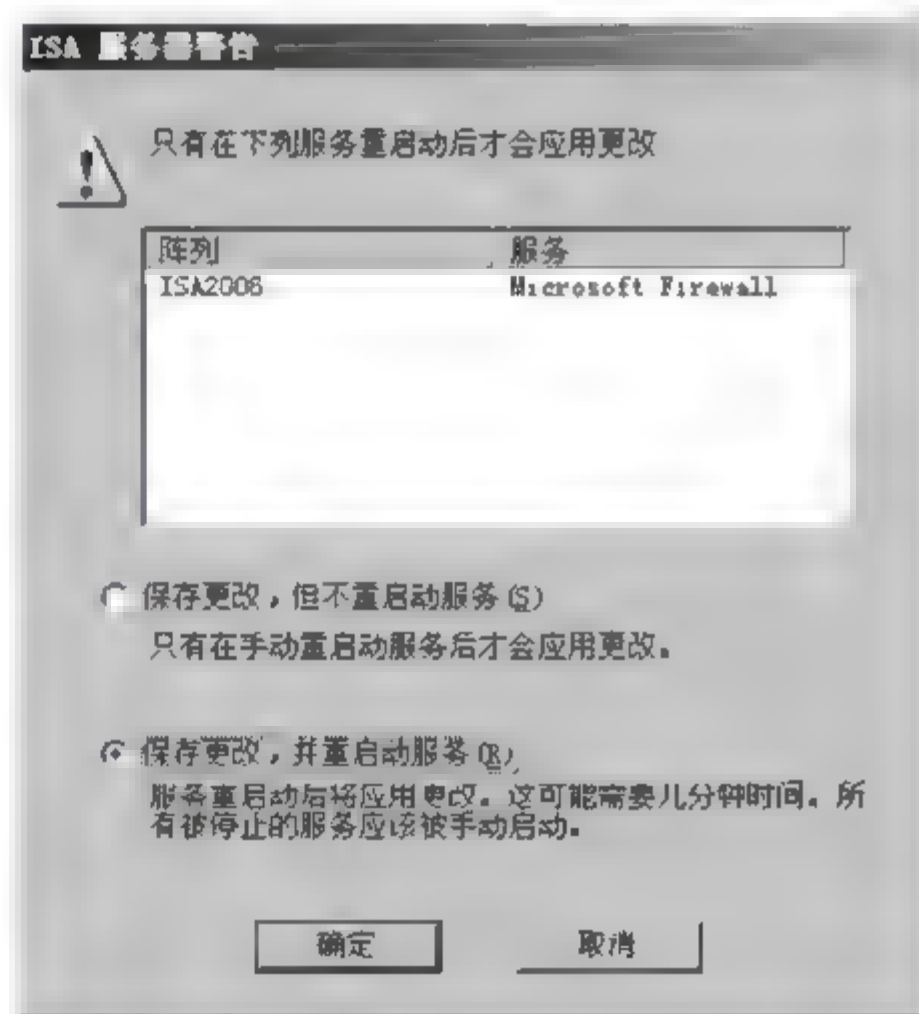 ISA 服务器警告
只有在下列服务重启动后才会应用更改
阵列 服务
ISA2006 Microsoft Firewall
保存更改，但不重启动服务(S)
只有在手动重启动服务后才会应用更改。
保存更改，并重启动服务(R)
服务重启动后将应用更改。这可能需要几分钟时间。所
有被停止的服务应该被手动启动。
确定 取消